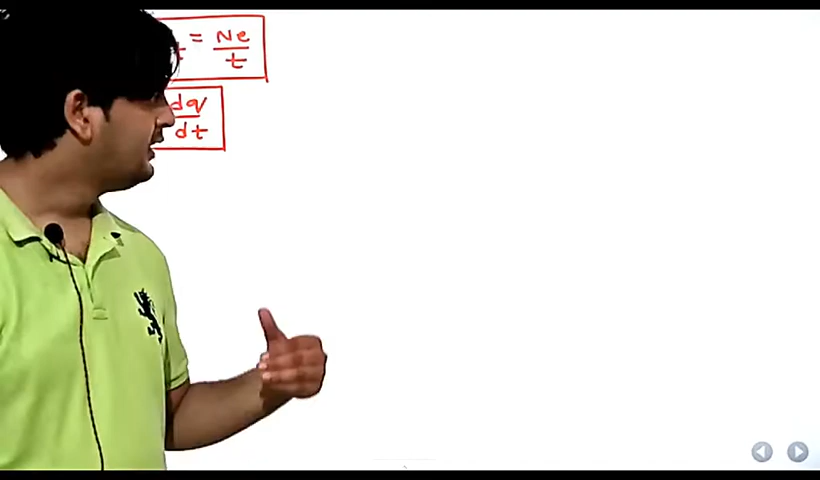 t = Ne/t
dq/dt